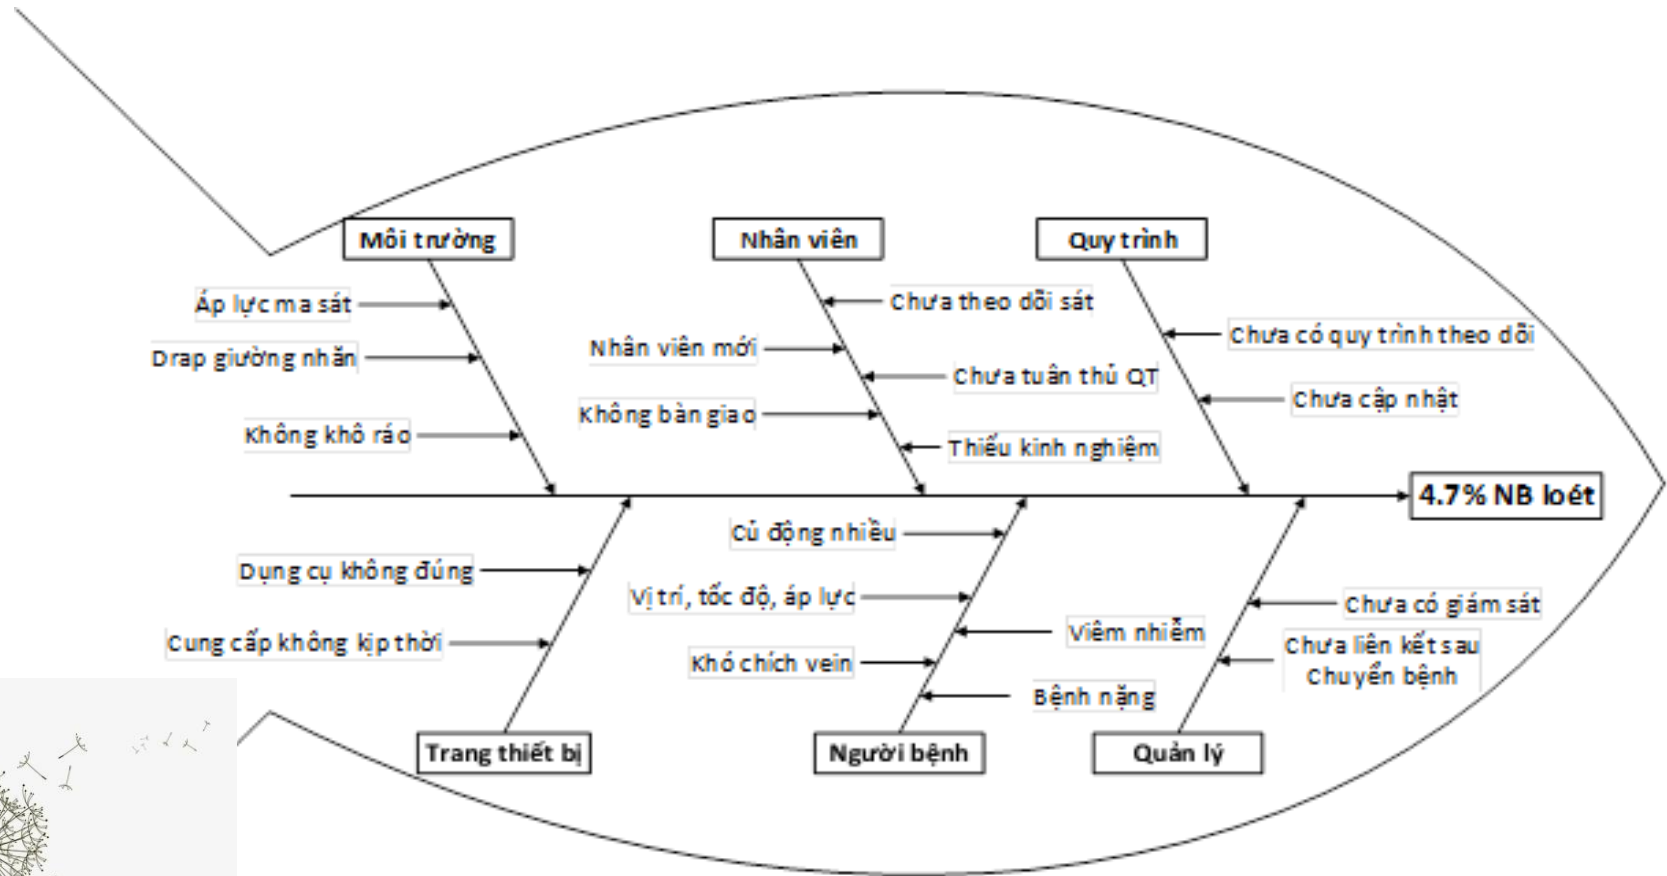 Môi trường
Nhân viên
Quy trình
Áp lực ma sát
Drap giường nhăn
Không khô ráo
Chưa theo dõi sát
Nhân viên mới
Chưa tuân thủ QT
Không bàn giao
Thiếu kinh nghiệm
Chưa có quy trình theo dõi
Chưa cập nhật
4.7% NB loét
Dụng cụ không đúng
Cung cấp không kịp thời
Củ động nhiều
Vị trí, tốc độ, áp lực
Viêm nhiễm
Khó chích vein
Bệnh nặng
Chưa có giám sát
Chưa liên kết sau
Chuyển bệnh
Trang thiết bị
Người bệnh
Quản lý